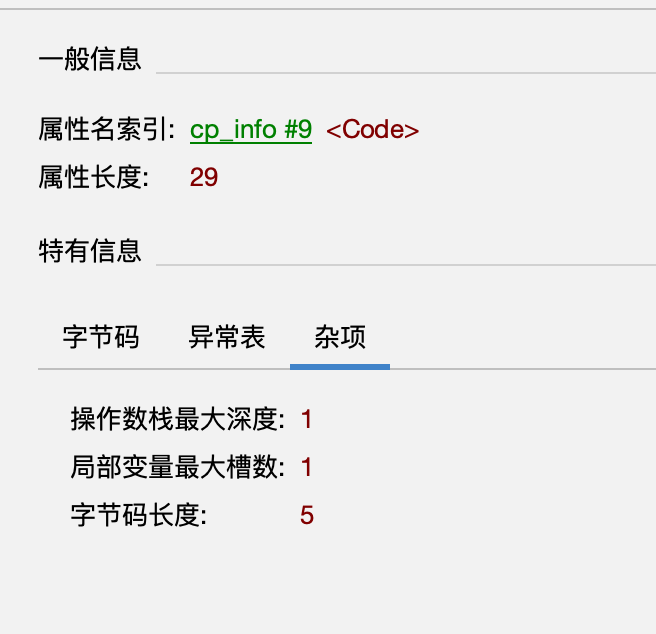 一般信息
属性名索引: cp_info #9 <Code>
属性长度: 29
特有信息
字节码 异常表 杂项
操作数栈最大深度: 1
局部变量最大槽数: 1
字节码长度: 5